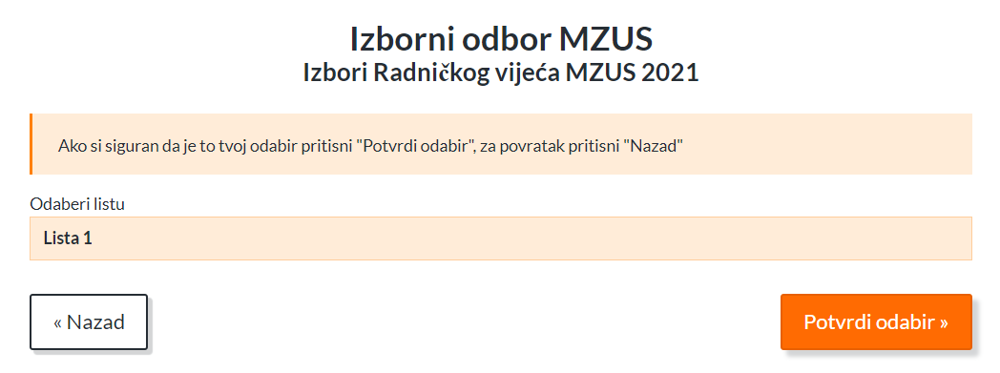 Izborni odbor MZUS
Izbori Radničkog vijeća MZUS 2021
Ako si siguran da je to tvoj odabir pritisni "Potvrdi odabir", za povratak pritisni "Nazad"
Odaberi listu
Lista 1
« Nazad
Potvrdi odabir »